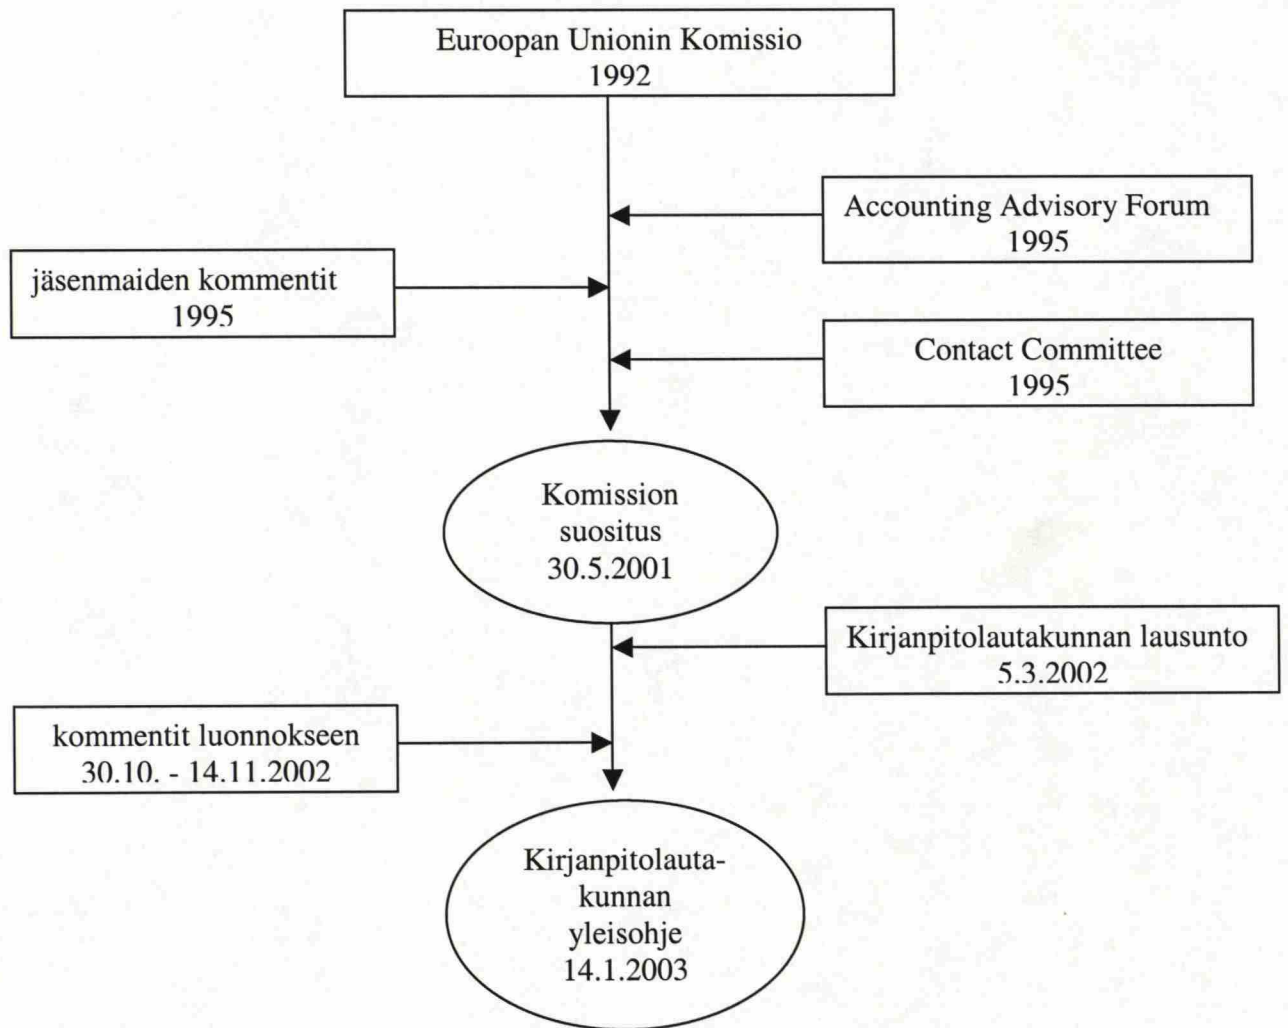 Euroopan Unionin Komissio
1992
Accounting Advisory Forum
1995
jäsenmaiden kommentit
1995
Contact Committee
1995
Komission
suositus
30.5.2001
Kirjanpitolautakunnan lausunto
5.3.2002
kommentit luonnokseen
30.10. - 14.11.2002
Kirjanpitolauta-
kunnan
yleisohje
14.1.2003